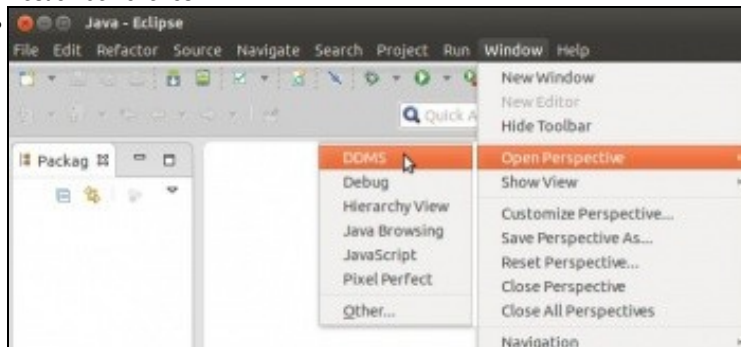 Java - Eclipse
File Edit Refactor Source Navigate Search Project Run Window Help
Quick A
Packag
New Window
New Editor
Hide Toolbar
Open Perspective
Show View
Customize Perspective...
Save Perspective As...
Reset Perspective...
Close Perspective
Close All Perspectives
Navigation
DDMS
Debug
Hierarchy View
Java Browsing
JavaScript
Pixel Perfect
Other...